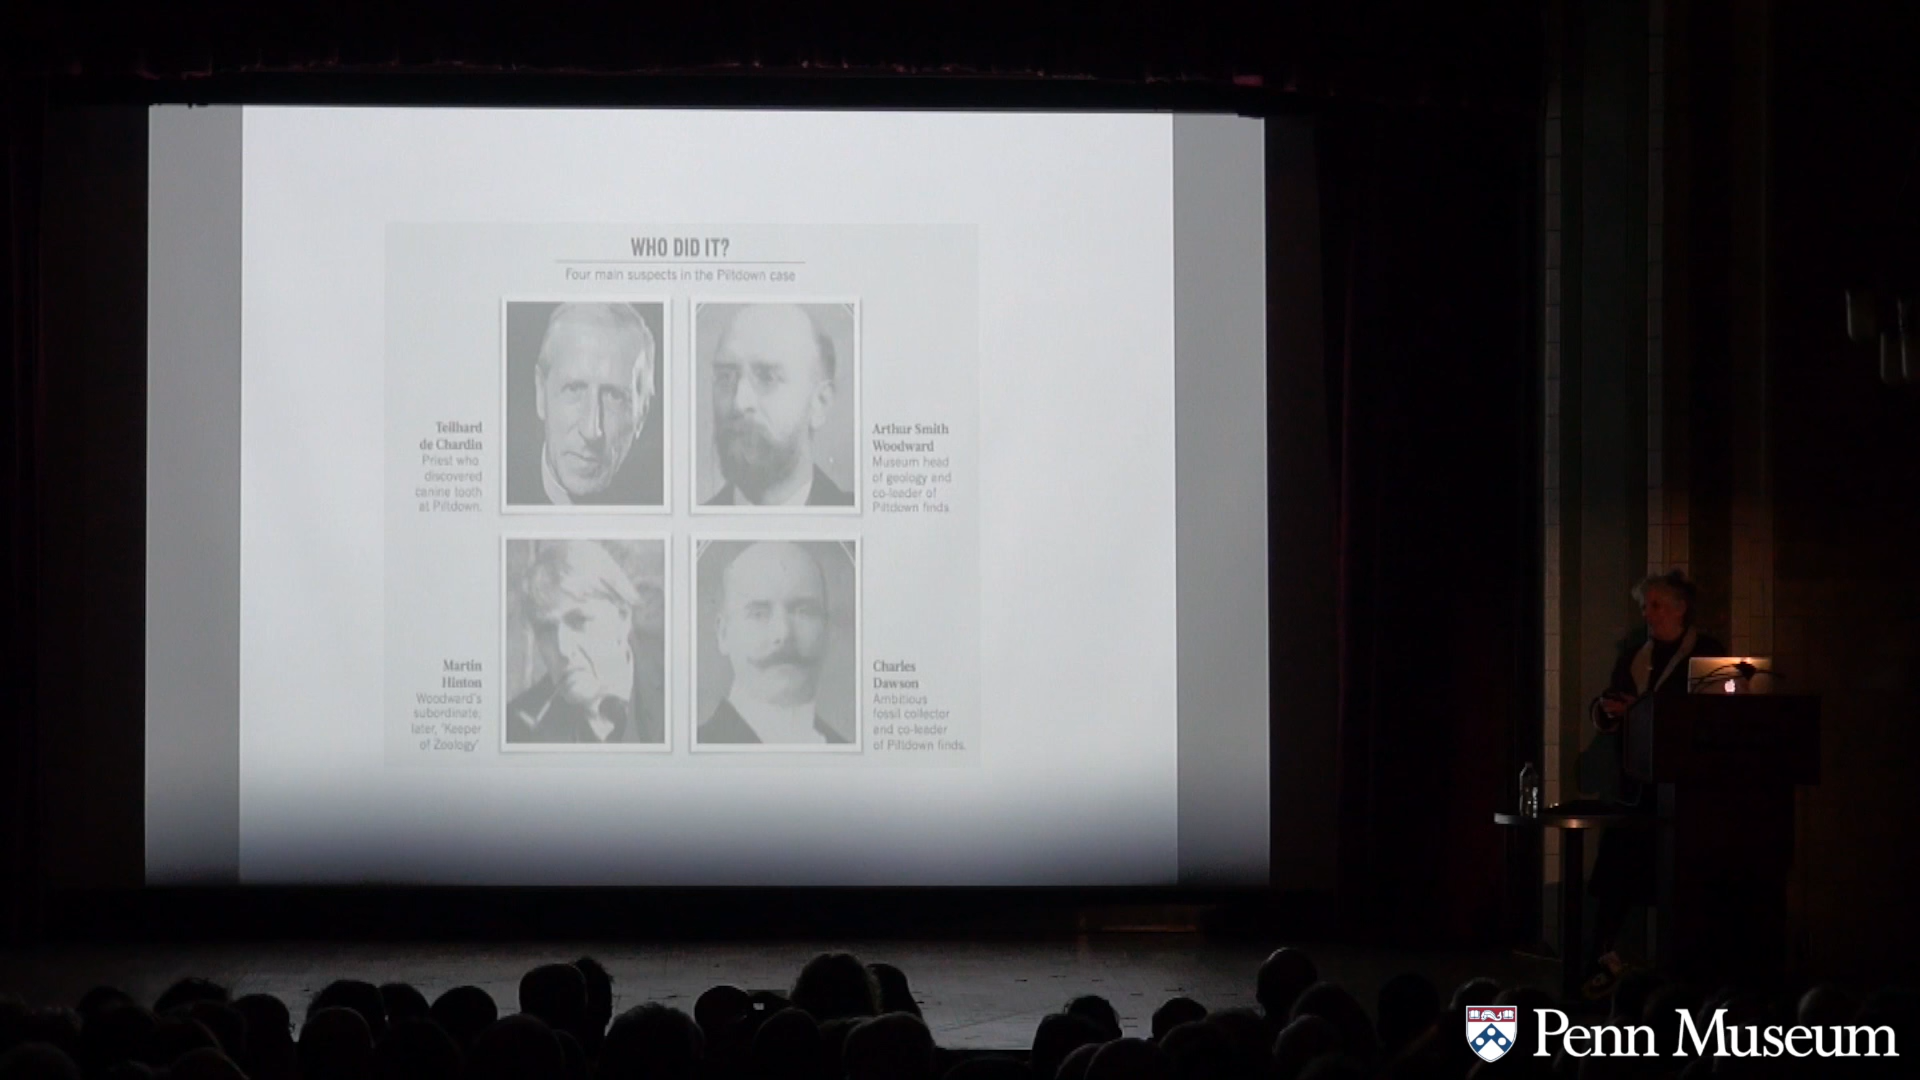 WHO DID IT?
Four main suspects in the Piltdown case
Teilhard
de Chardin
Priest who
discovered
canine tooth
at Piltdown.
Arthur Smith
Woodward
Museum head
of geology and
co-leader of
Piltdown finds.
Martin
Hinton
Woodward's
subordinate;
later, "Keeper
of Zoology"
Charles
Dawson
Ambitious
fossil collector
and co-leader
of Piltdown finds.
Penn Museum